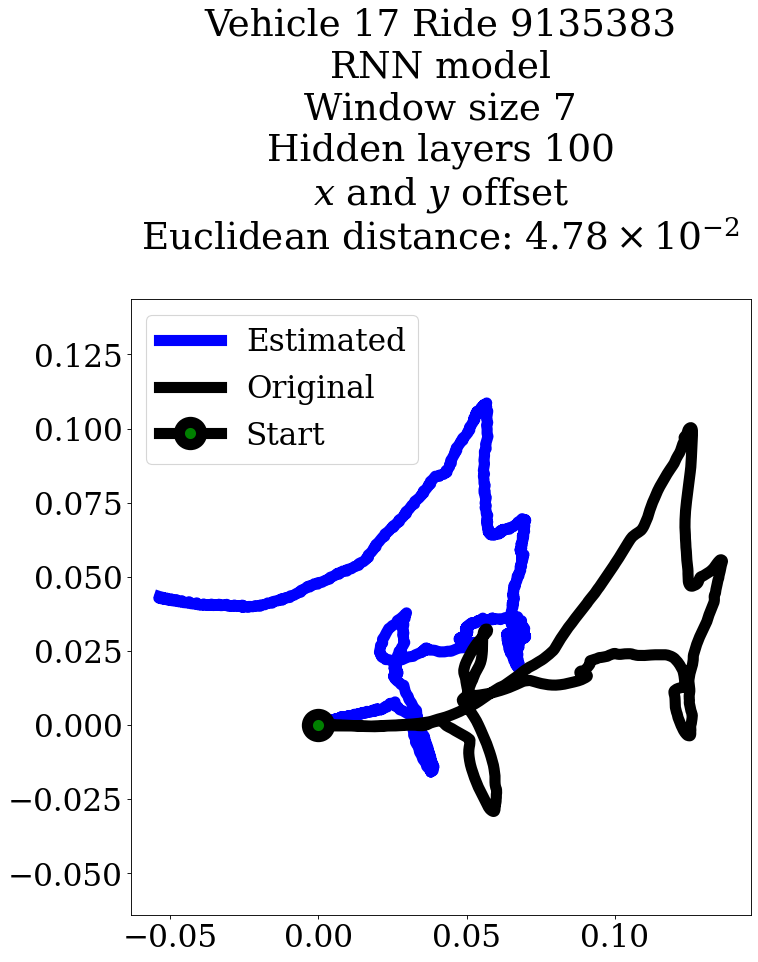 Vehicle 17 Ride 9135383
RNN model
Window size 7
Hidden layers 100
x and y offset
Euclidean distance: 4.78 × 10⁻²
Estimated
Original
Start
0.125
0.100
0.075
0.050
0.025
0.000
−0.025
−0.050
−0.05 0.00 0.05 0.10